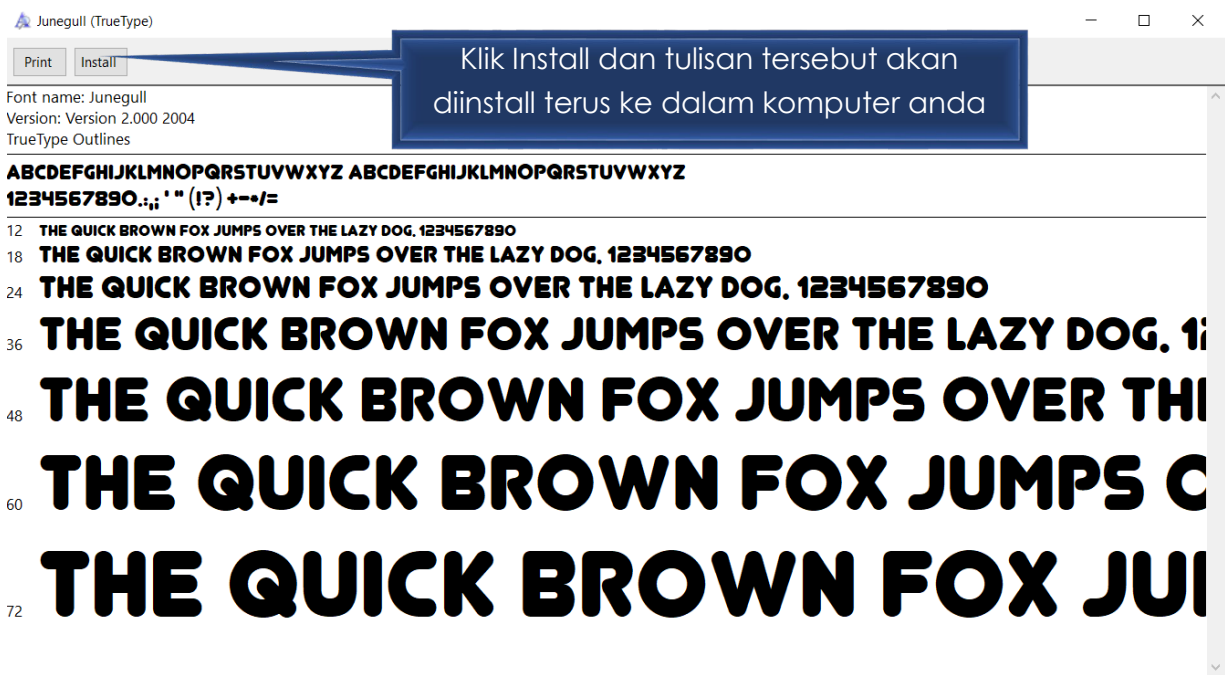 Junegull (TrueType)
Print Install
Klik Install dan tulisan tersebut akan
diinstall terus ke dalam komputer anda
Font name: Junegull
Version: Version 2.000 2004
TrueType Outlines
ABCDEFGHIJKLMNOPQRSTUVWXYZ ABCDEFGHIJKLMNOPQRSTUVWXYZ
1234567890.:,; ' " (!?) +-*/=
12 THE QUICK BROWN FOX JUMPS OVER THE LAZY DOG. 1234567890
18 THE QUICK BROWN FOX JUMPS OVER THE LAZY DOG. 1234567890
24 THE QUICK BROWN FOX JUMPS OVER THE LAZY DOG. 1234567890
36 THE QUICK BROWN FOX JUMPS OVER THE LAZY DOG. 12
48 THE QUICK BROWN FOX JUMPS OVER THE
60 THE QUICK BROWN FOX JUMPS O
72 THE QUICK BROWN FOX JU